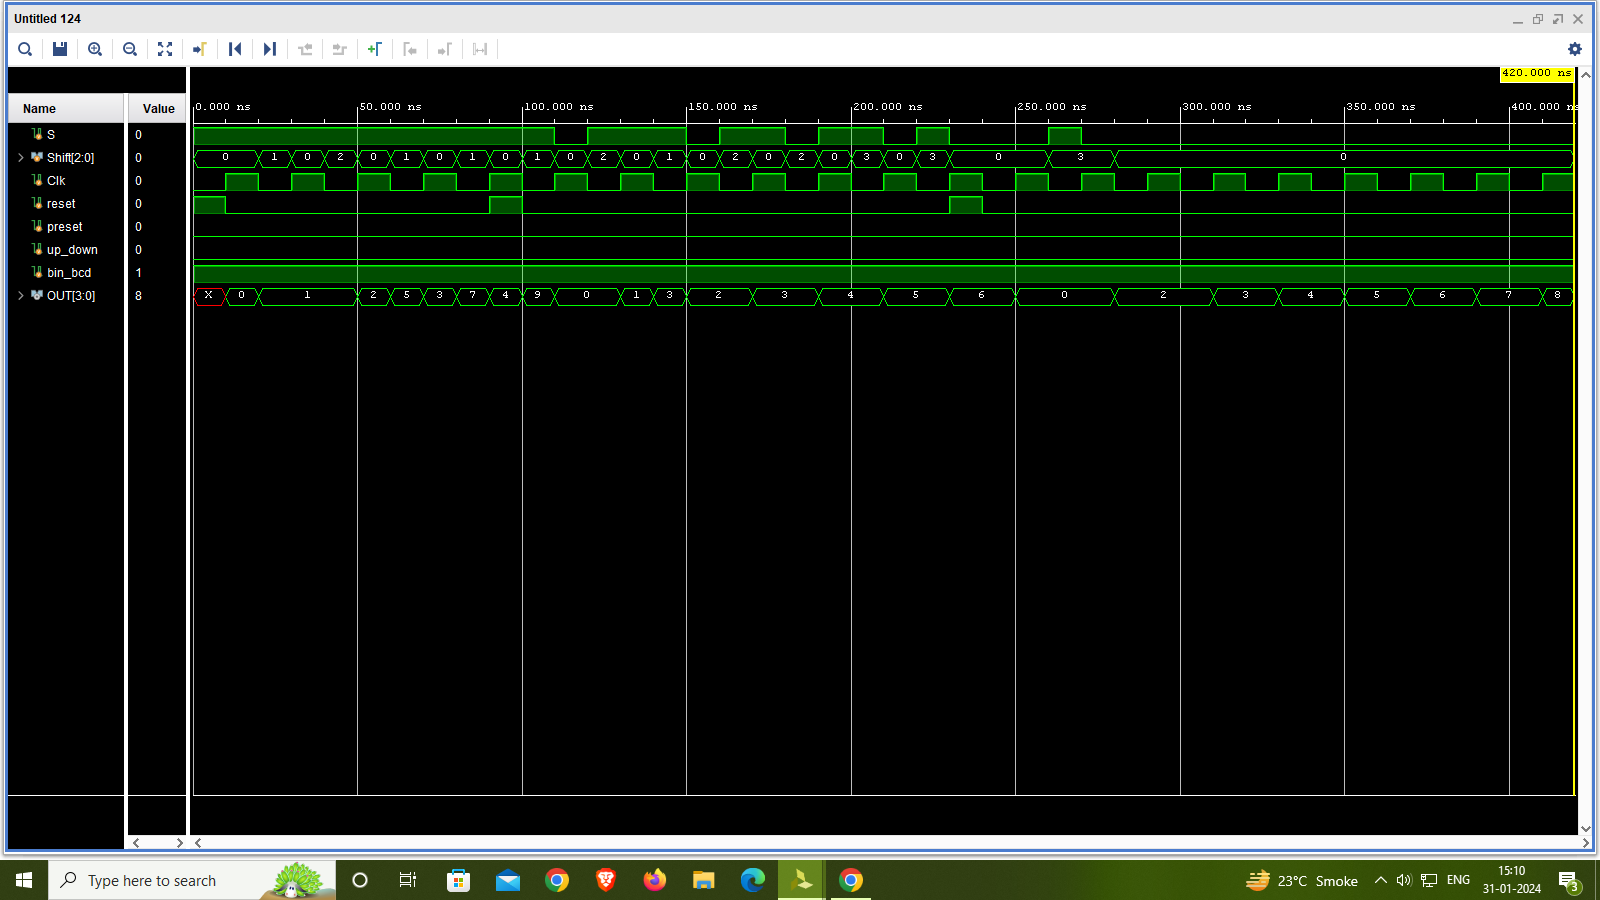 Untitled 124
420.000 ns
Name Value
0.000 ns 50.000 ns 100.000 ns 150.000 ns 200.000 ns 250.000 ns 300.000 ns 350.000 ns 400.000
S 0
Shift[2:0] 0 0 1 0 2 0 1 0 1 0 1 0 2 0 1 0 2 0 2 0 3 0 3 0 3 0
Clk 0
reset 0
preset 0
up_down 0
bin_bcd 1
OUT[3:0] 8 X 0 1 2 5 3 7 4 9 0 1 3 2 3 4 5 6 0 2 3 4 5 6 7 8
Type here to search
23°C Smoke
ENG
15:10
31-01-2024
3